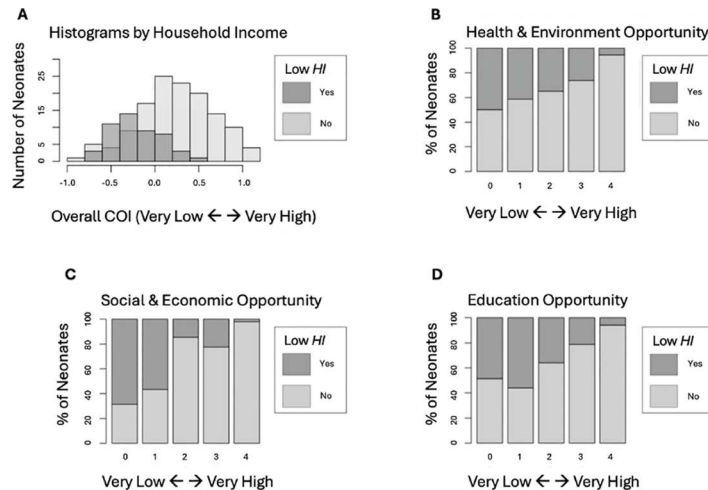 A
Histograms by Household Income
Number of Neonates
5 15 25
-1.0 -0.5 0.0 0.5 1.0
Overall COI (Very Low ← → Very High)
Low HI
Yes
No
B
Health & Environment Opportunity
% of Neonates
0 20 40 60 80 100
0 1 2 3 4
Very Low ← → Very High
Low HI
Yes
No
C
Social & Economic Opportunity
% of Neonates
0 20 40 60 80 100
0 1 2 3 4
Very Low ← → Very High
Low HI
Yes
No
D
Education Opportunity
% of Neonates
0 20 40 60 80 100
0 1 2 3 4
Very Low ← → Very High
Low HI
Yes
No